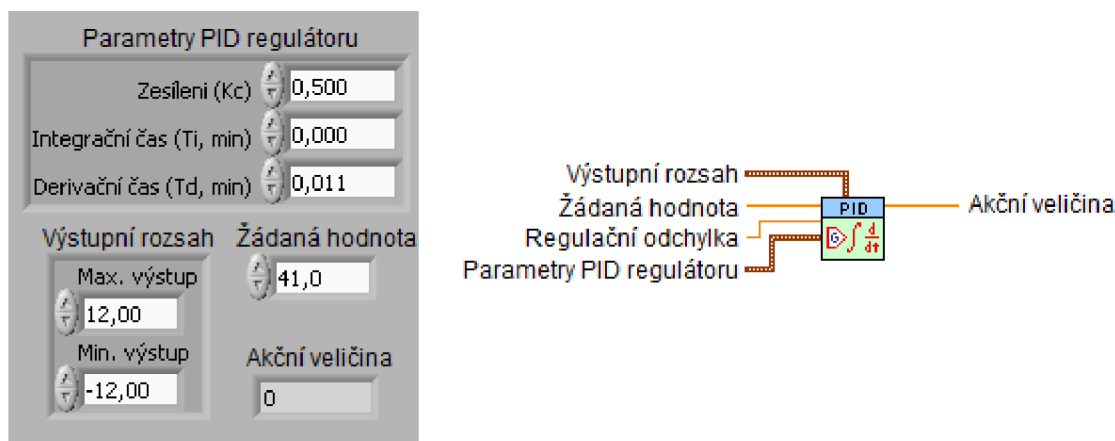 Parametry PID regulátoru
Zesíleni (Kc) 0,500
Integrační čas (Ti, min) 0,000
Derivační čas (Td, min) 0,011
Výstupní rozsah
Max. výstup
12,00
Min. výstup
-12,00
Žádaná hodnota
41,0
Akční veličina
0
Výstupní rozsah
Žádaná hodnota
Regulační odchylka
Parametry PID regulátoru
PID
G ∫ d/dt
Akční veličina